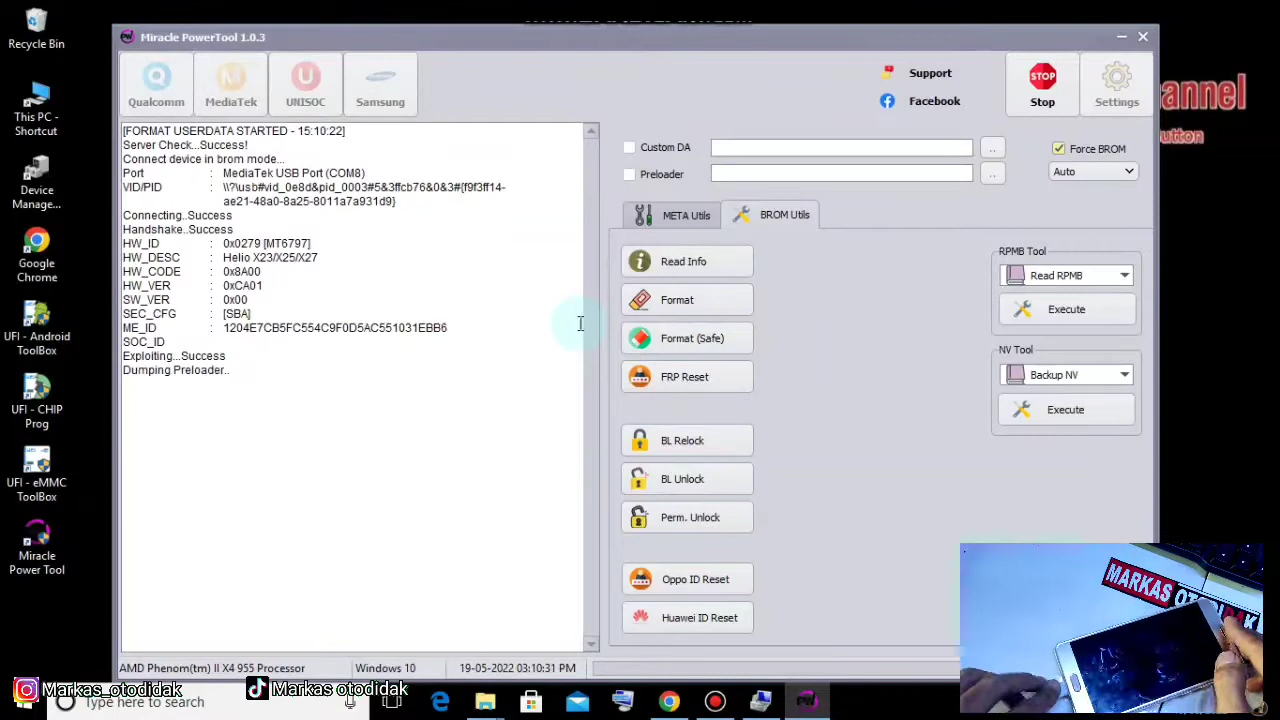 Recycle Bin
This PC -
Shortcut
Device
Manage...
Google
Chrome
UFI - Android
ToolBox
UFI - CHIP
Prog
UFI - eMMC
ToolBox
Miracle
Power Tool
Miracle PowerTool 1.0.3
Qualcomm
MediaTek
UNISOC
Samsung
Support
Facebook
STOP
Stop
Settings
annel
button
[FORMAT USERDATA STARTED - 15:10:22]
Server Check...Success!
Connect device in brom mode...
Port : MediaTek USB Port (COM8)
VID/PID : \\?\usb#vid_0e8d&pid_0003#5&3ffcb76&0&3#{f9f3ff14-
ae21-48a0-8a25-8011a7a931d9}
Connecting..Success
Handshake..Success
HW_ID : 0x0279 [MT6797]
HW_DESC : Helio X23/X25/X27
HW_CODE : 0x8A00
HW_VER : 0xCA01
SW_VER : 0x00
SEC_CFG : [SBA]
ME_ID : 1204E7CB5FC554C9F0D5AC551031EBB6
SOC_ID
Exploiting...Success
Dumping Preloader..
Custom DA
..
Force BROM
Preloader
..
Auto
META Utils
BROM Utils
Read Info
Format
Format (Safe)
FRP Reset
BL Relock
BL Unlock
Perm. Unlock
Oppo ID Reset
Huawei ID Reset
RPMB Tool
Read RPMB
Execute
NV Tool
Backup NV
Execute
MARKAS
AMD Phenom(tm) II X4 955 Processor
Windows 10
19-05-2022 03:10:31 PM
Markas_otodidak
Markas otodidak
Type here to search